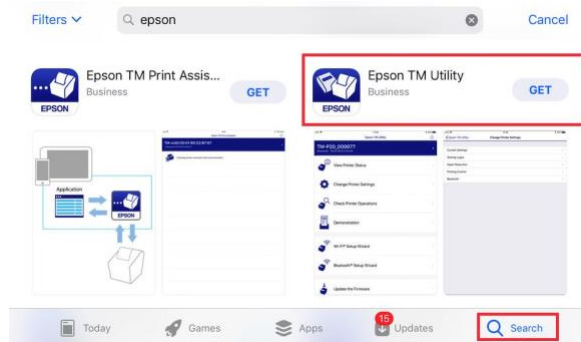 Filters
epson
Cancel
Epson TM Print Assis...
Business
GET
EPSON
Epson TM Utility
Business
GET
EPSON
Application
EPSON
View Printer Status
Change Printer Settings
Check Printer Operations
Demonstration
Wi-Fi® Setup Wizard
Bluetooth® Setup Wizard
Update the Firmware
Change Printer Settings
Today
Games
Apps
15
Updates
Search